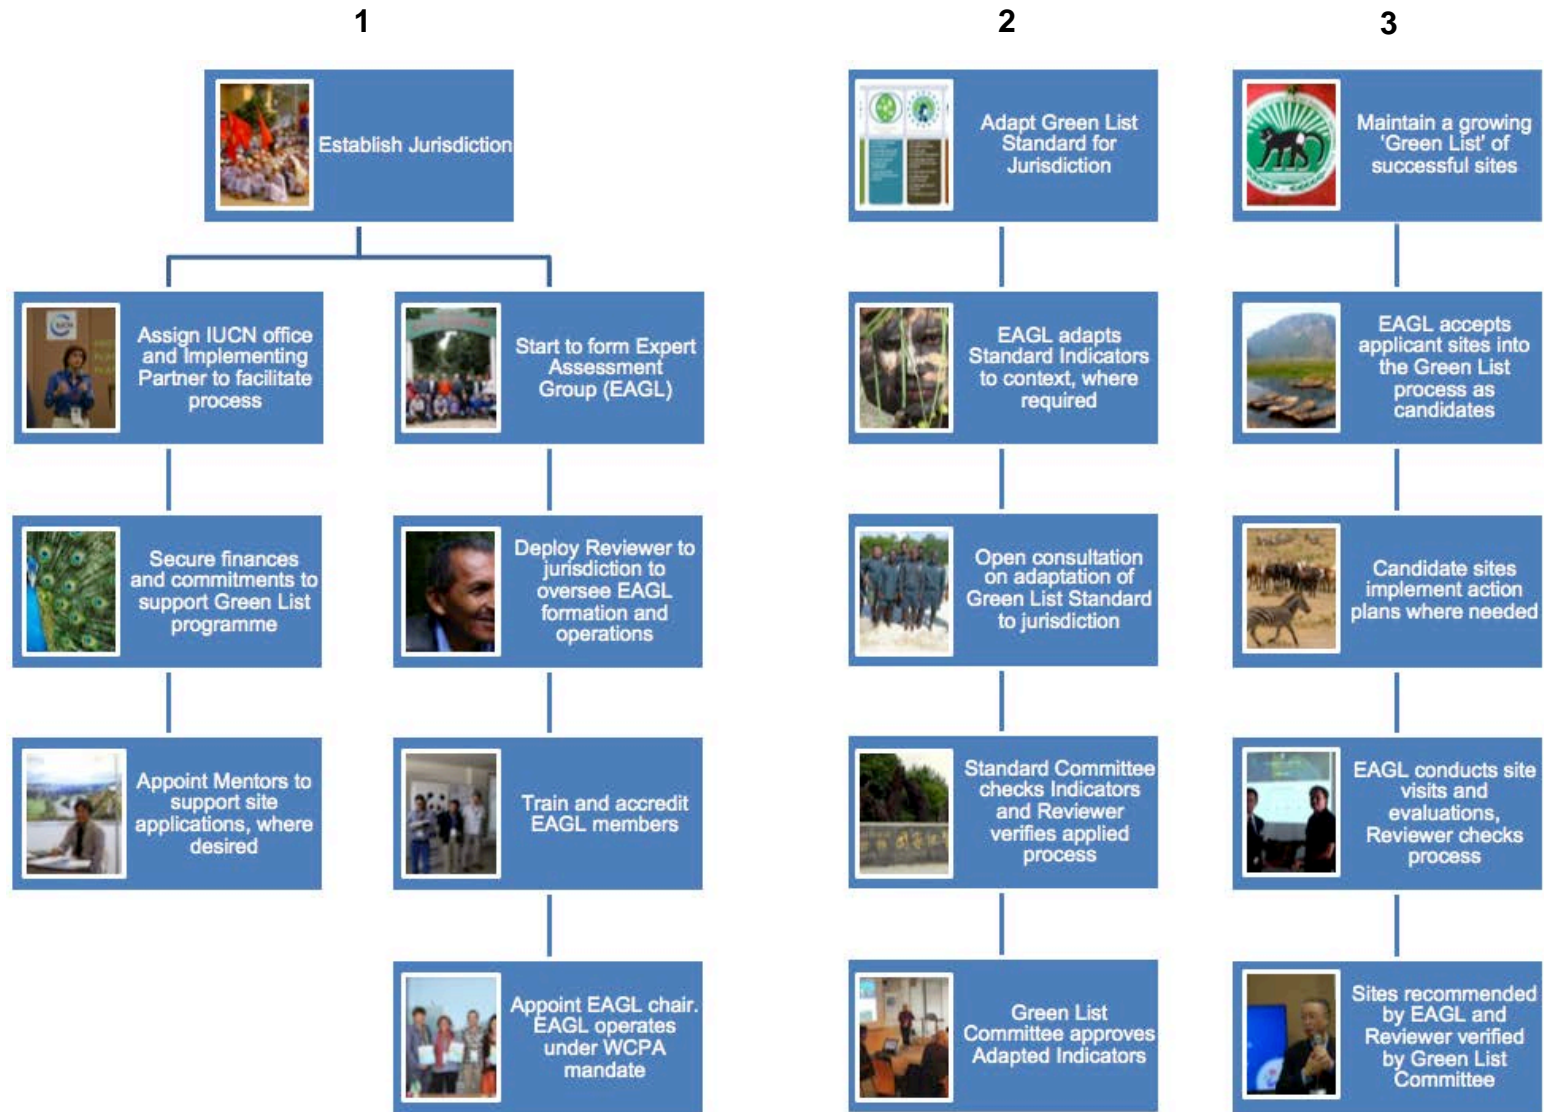 1
2
3
Establish Jurisdiction
Assign IUCN office
and Implementing
Partner to facilitate
process
Start to form Expert
Assessment
Group (EAGL)
Secure finances
and commitments to
support Green List
programme
Deploy Reviewer to
jurisdiction to
oversee EAGL
formation and
operations
Appoint Mentors to
support site
applications, where
desired
Train and accredit
EAGL members
Appoint EAGL chair.
EAGL operates
under WCPA
mandate
Adapt Green List
Standard for
Jurisdiction
EAGL adapts
Standard Indicators
to context, where
required
Open consultation
on adaptation of
Green List Standard
to jurisdiction
Standard Committee
checks Indicators
and Reviewer
verifies applied
process
Green List
Committee approves
Adapted Indicators
Maintain a growing
‘Green List’ of
successful sites
EAGL accepts
applicant sites into
the Green List
process as
candidates
Candidate sites
implement action
plans where needed
EAGL conducts site
visits and
evaluations,
Reviewer checks
process
Sites recommended
by EAGL and
Reviewer verified
by Green List
Committee